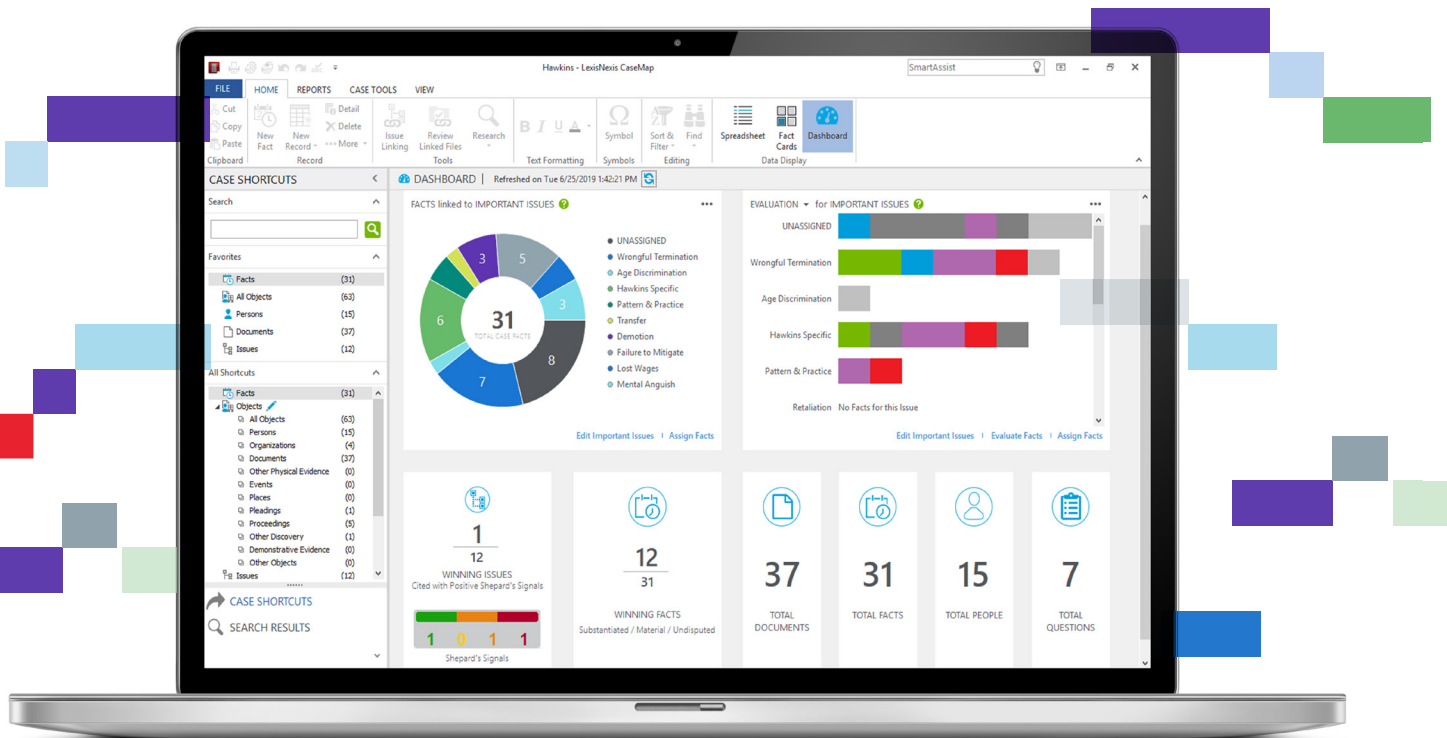 Hawkins - LexisNexis CaseMap
SmartAssist
FILE HOME REPORTS CASE TOOLS VIEW
Cut
Copy
Paste
Clipboard
New Fact
New Record
Detail
Delete
More
Record
Issue Linking
Review Linked Files
Research
Tools
B I U A
Text Formatting
Symbol
Symbols
Sort & Filter
Find
Editing
Spreadsheet
Fact Cards
Dashboard
Data Display
CASE SHORTCUTS
Search
Favorites
Facts (31)
All Objects (63)
Persons (15)
Documents (37)
Issues (12)
All Shortcuts
Facts (31)
Objects
All Objects (63)
Persons (15)
Organizations (4)
Documents (37)
Other Physical Evidence (0)
Events (0)
Places (0)
Pleadings (1)
Proceedings (5)
Other Discovery (1)
Demonstrative Evidence (0)
Other Objects (0)
Issues (12)
CASE SHORTCUTS
SEARCH RESULTS
DASHBOARD | Refreshed on Tue 6/25/2019 1:42:21 PM
FACTS linked to IMPORTANT ISSUES
3
5
3
8
7
6
31
TOTAL CASE FACTS
UNASSIGNED
Wrongful Termination
Age Discrimination
Hawkins Specific
Pattern & Practice
Transfer
Demotion
Failure to Mitigate
Lost Wages
Mental Anguish
Edit Important Issues | Assign Facts
EVALUATION for IMPORTANT ISSUES
UNASSIGNED
Wrongful Termination
Age Discrimination
Hawkins Specific
Pattern & Practice
Retaliation No Facts for this Issue
Edit Important Issues | Evaluate Facts | Assign Facts
1
12
WINNING ISSUES
Cited with Positive Shepard's Signals
1 0 1 1
Shepard's Signals
12
31
WINNING FACTS
Substantiated / Material / Undisputed
37
TOTAL
DOCUMENTS
31
TOTAL FACTS
15
TOTAL PEOPLE
7
TOTAL
QUESTIONS